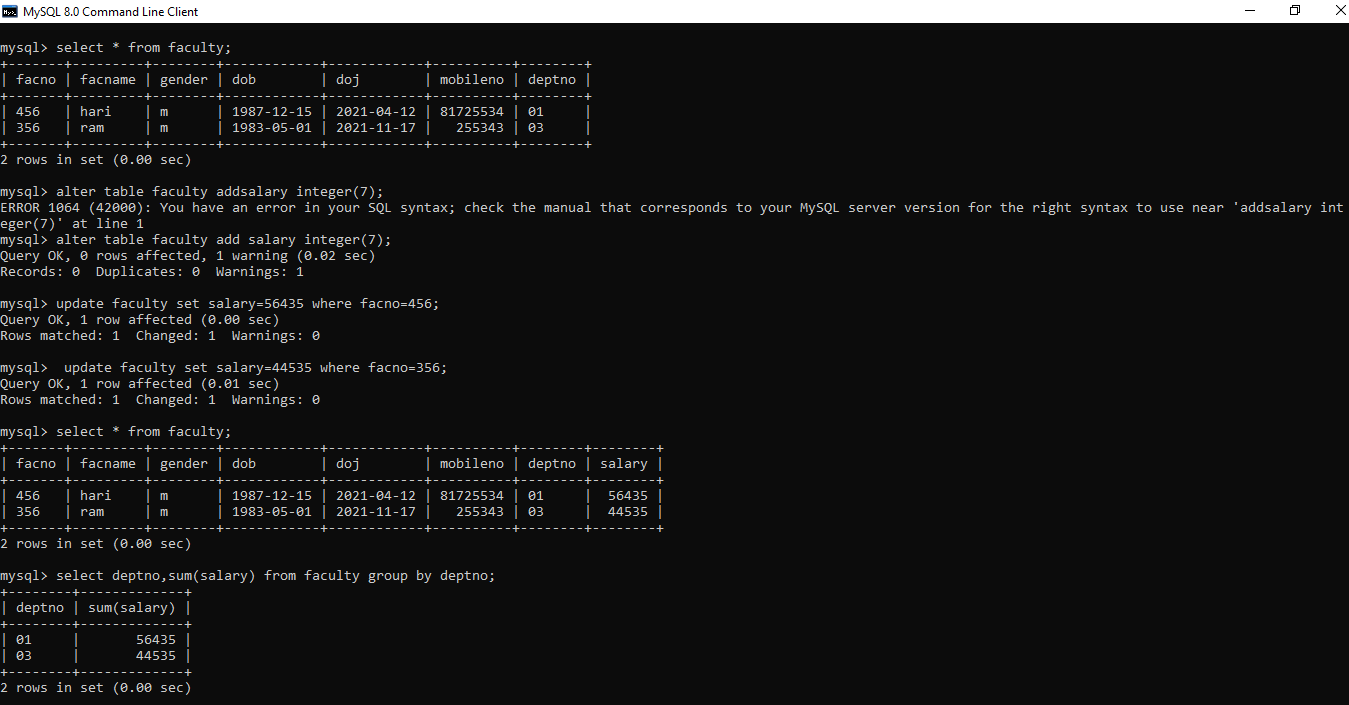 MySQL 8.0 Command Line Client
mysql> select * from faculty;
+-------+---------+--------+------------+------------+----------+--------+
| facno | facname | gender | dob        | doj        | mobileno | deptno |
+-------+---------+--------+------------+------------+----------+--------+
| 456   | hari    | m      | 1987-12-15 | 2021-04-12 | 81725534 | 01     |
| 356   | ram     | m      | 1983-05-01 | 2021-11-17 |   255343 | 03     |
+-------+---------+--------+------------+------------+----------+--------+
2 rows in set (0.00 sec)
mysql> alter table faculty addsalary integer(7);
ERROR 1064 (42000): You have an error in your SQL syntax; check the manual that corresponds to your MySQL server version for the right syntax to use near 'addsalary int
eger(7)' at line 1
mysql> alter table faculty add salary integer(7);
Query OK, 0 rows affected, 1 warning (0.02 sec)
Records: 0  Duplicates: 0  Warnings: 1
mysql> update faculty set salary=56435 where facno=456;
Query OK, 1 row affected (0.00 sec)
Rows matched: 1  Changed: 1  Warnings: 0
mysql>  update faculty set salary=44535 where facno=356;
Query OK, 1 row affected (0.01 sec)
Rows matched: 1  Changed: 1  Warnings: 0
mysql> select * from faculty;
+-------+---------+--------+------------+------------+----------+--------+--------+
| facno | facname | gender | dob        | doj        | mobileno | deptno | salary |
+-------+---------+--------+------------+------------+----------+--------+--------+
| 456   | hari    | m      | 1987-12-15 | 2021-04-12 | 81725534 | 01     |  56435 |
| 356   | ram     | m      | 1983-05-01 | 2021-11-17 |   255343 | 03     |  44535 |
+-------+---------+--------+------------+------------+----------+--------+--------+
2 rows in set (0.00 sec)
mysql> select deptno,sum(salary) from faculty group by deptno;
+--------+-------------+
| deptno | sum(salary) |
+--------+-------------+
| 01     |       56435 |
| 03     |       44535 |
+--------+-------------+
2 rows in set (0.00 sec)